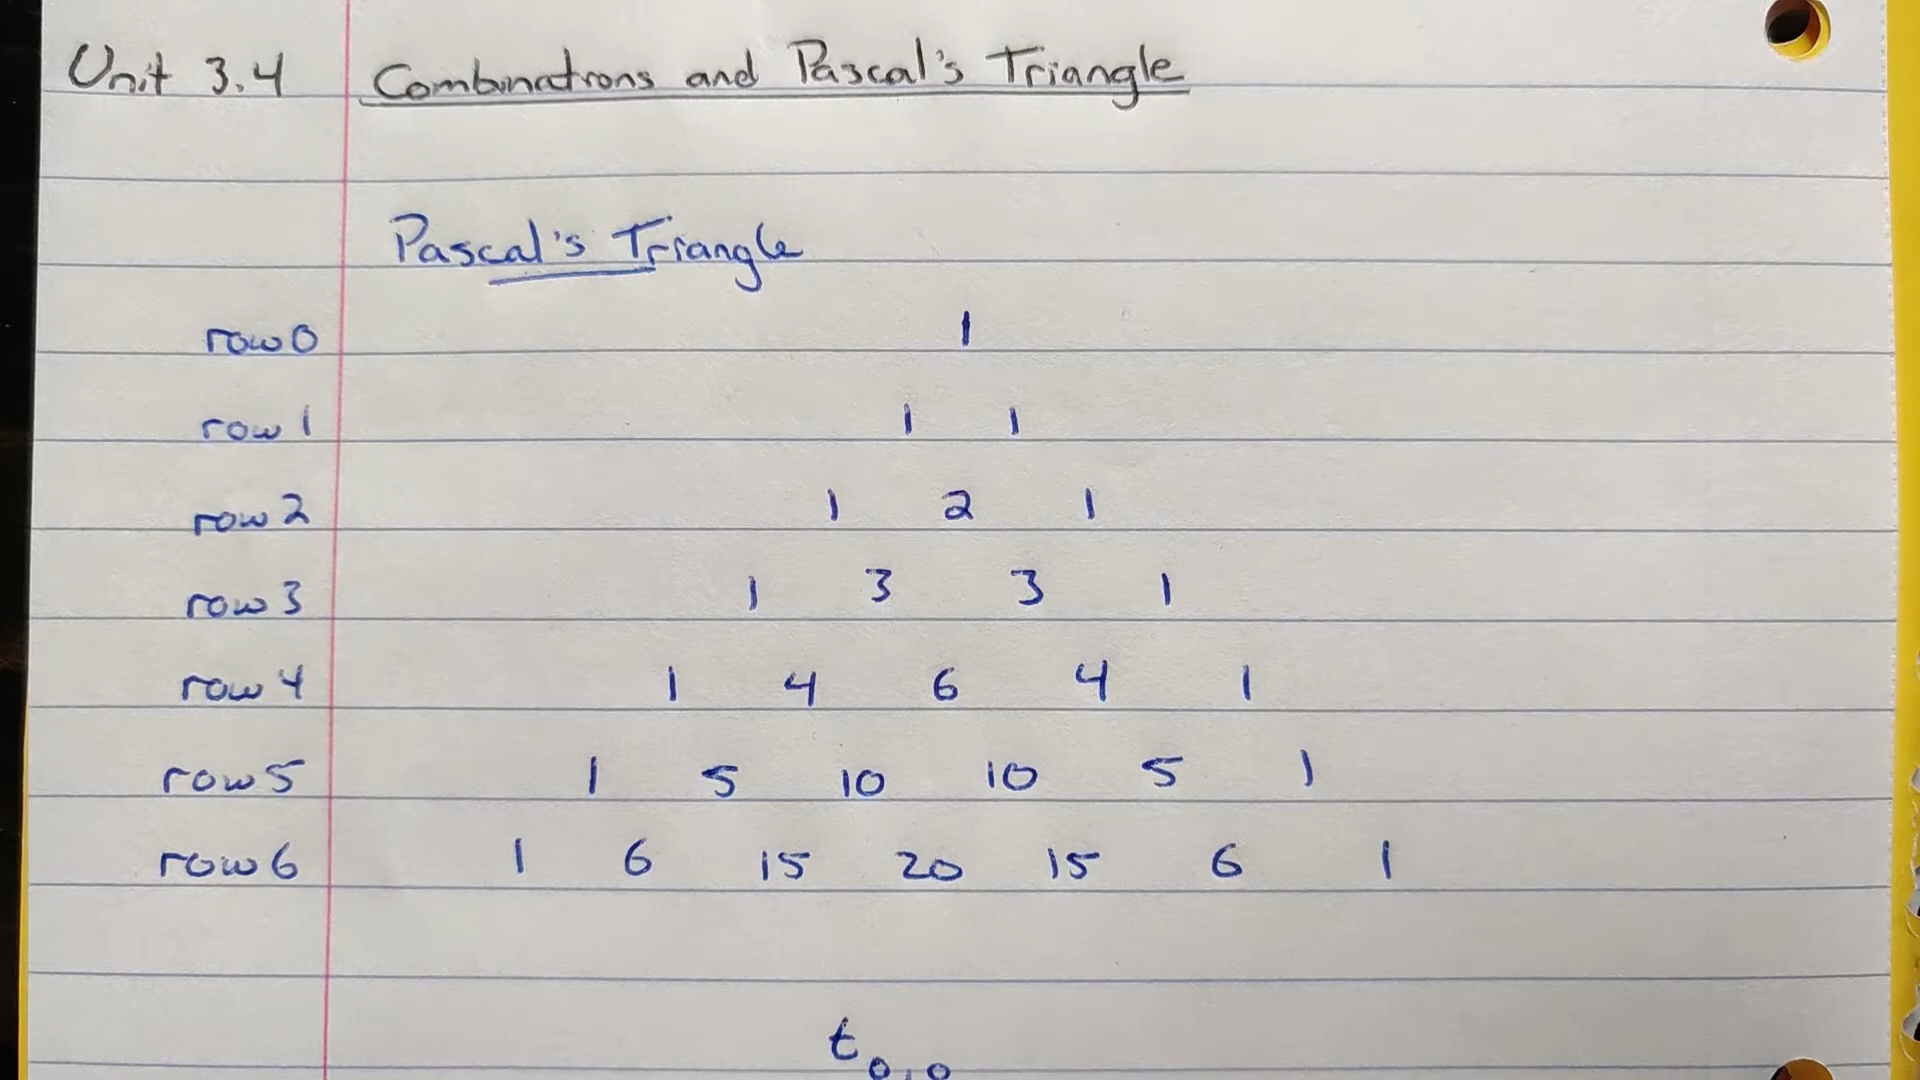 Unit 3.4 Combinations and Pascal's Triangle
Pascal's Triangle
row 0 1
row 1 1 1
row 2 1 2 1
row 3 1 3 3 1
row 4 1 4 6 4 1
row 5 1 5 10 10 5 1
row 6 1 6 15 20 15 6 1
t0,0